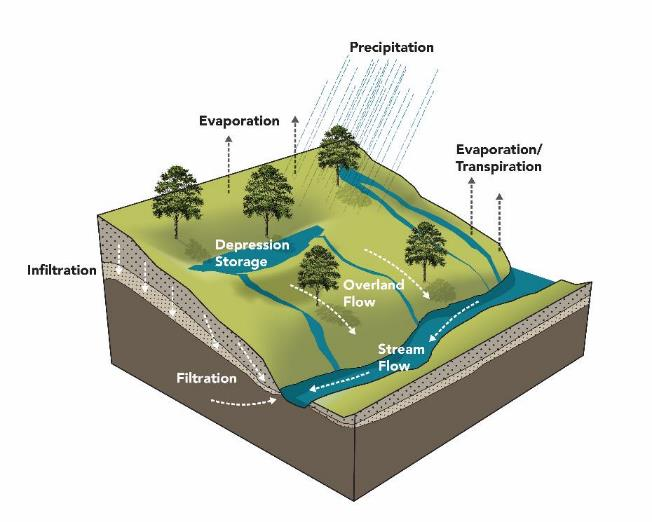 Precipitation
Evaporation
Evaporation/
Transpiration
Depression
Storage
Infiltration
Overland
Flow
Stream
Flow
Filtration